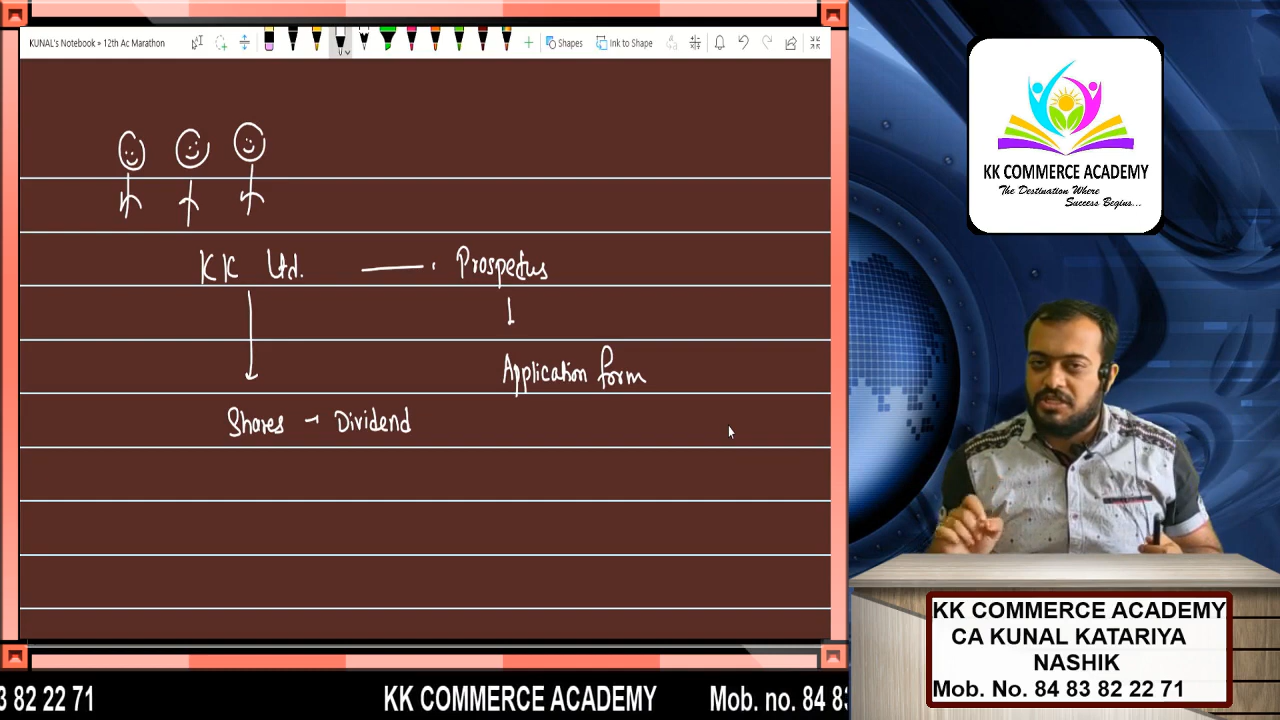 KUNAL's Notebook » 12th Ac Marathon
Shapes
Ink to Shape
KK Ltd. Prospetus
Application form
Shares → Dividend
KK COMMERCE ACADEMY
The Destination Where
Success Begins...
KK COMMERCE ACADEMY
CA KUNAL KATARIYA
NASHIK
Mob. No. 84 83 82 22 71
3 82 22 71 KK COMMERCE ACADEMY Mob. no. 84 83